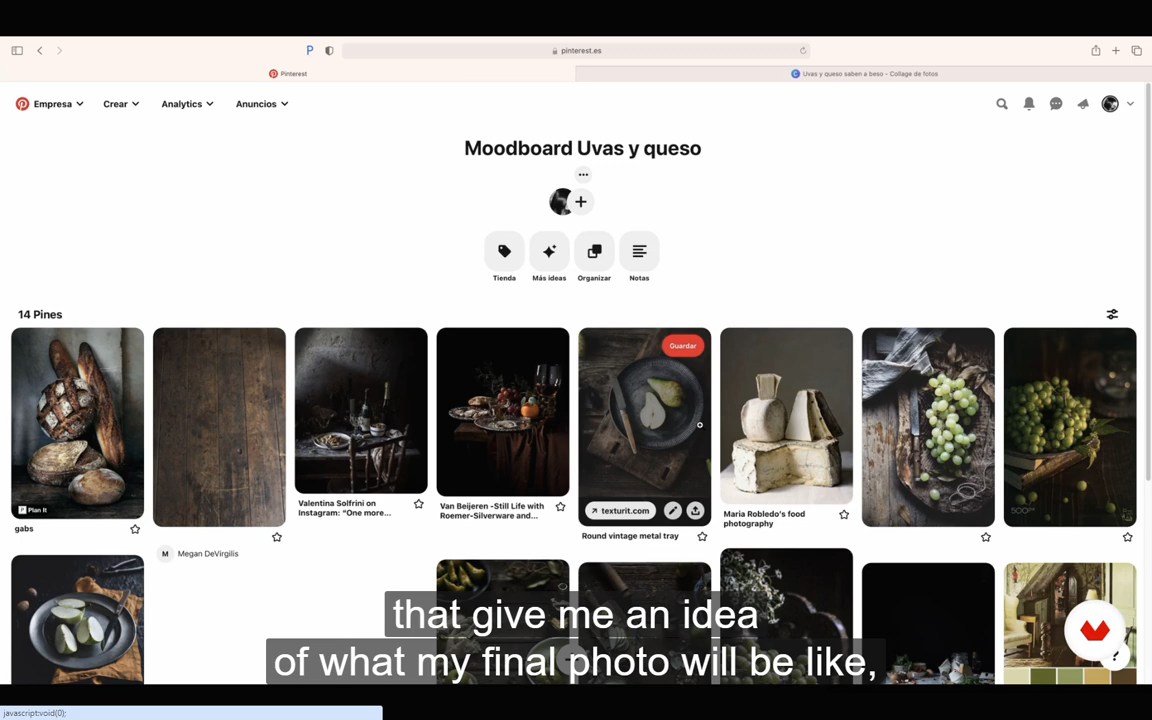 P
pinterest.es
Pinterest
Uvas y queso saben a beso - Collage de fotos
Empresa
Crear
Analytics
Anuncios
Moodboard Uvas y queso
Tienda
Más ideas
Organizar
Notas
14 Pines
Guardar
Plan It
texturit.com
500px
gabs
Valentina Solfrini on
Instagram: "One more...
Van Beijeren -Still Life with
Roemer-Silverware and...
Round vintage metal tray
Maria Robledo's food
photography
M
Megan DeVirgilis
that give me an idea
of what my final photo will be like,
?
javascript:void(0);